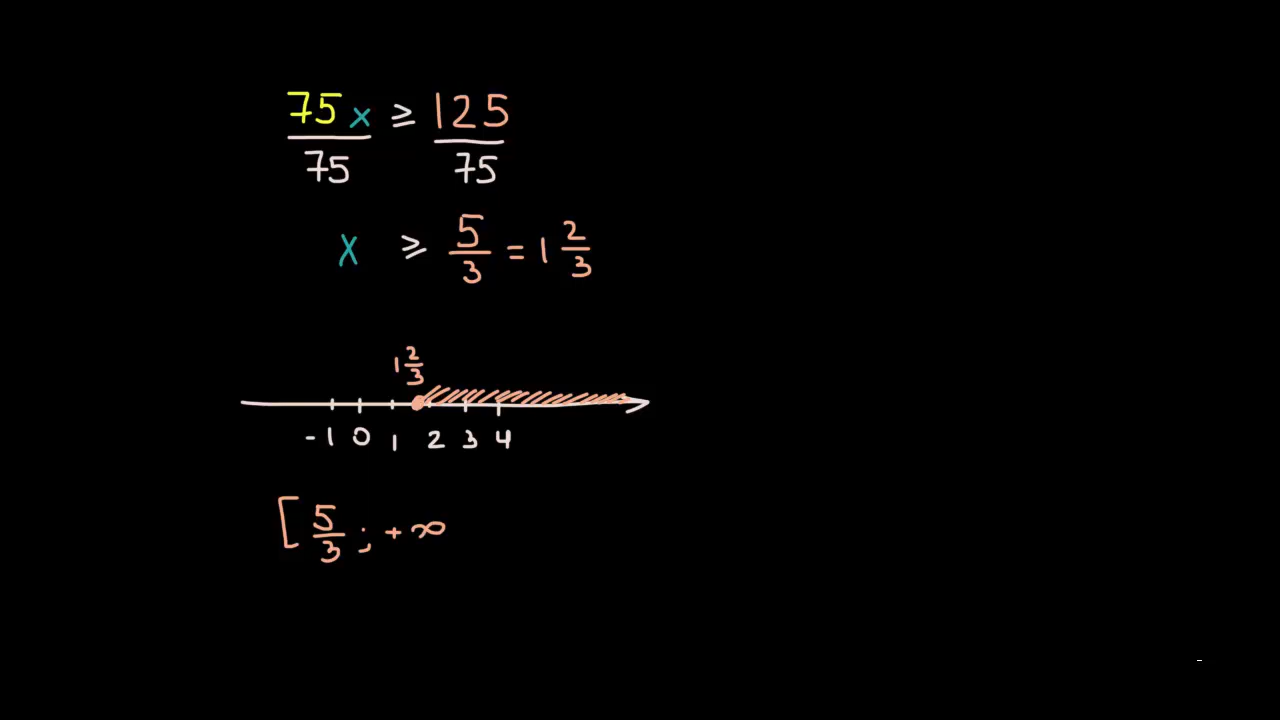 75x ≥ 125
75 75
x ≥ 5/3 = 1 2/3
1 2/3
-1 0 1 2 3 4
[ 5/3 ; +∞